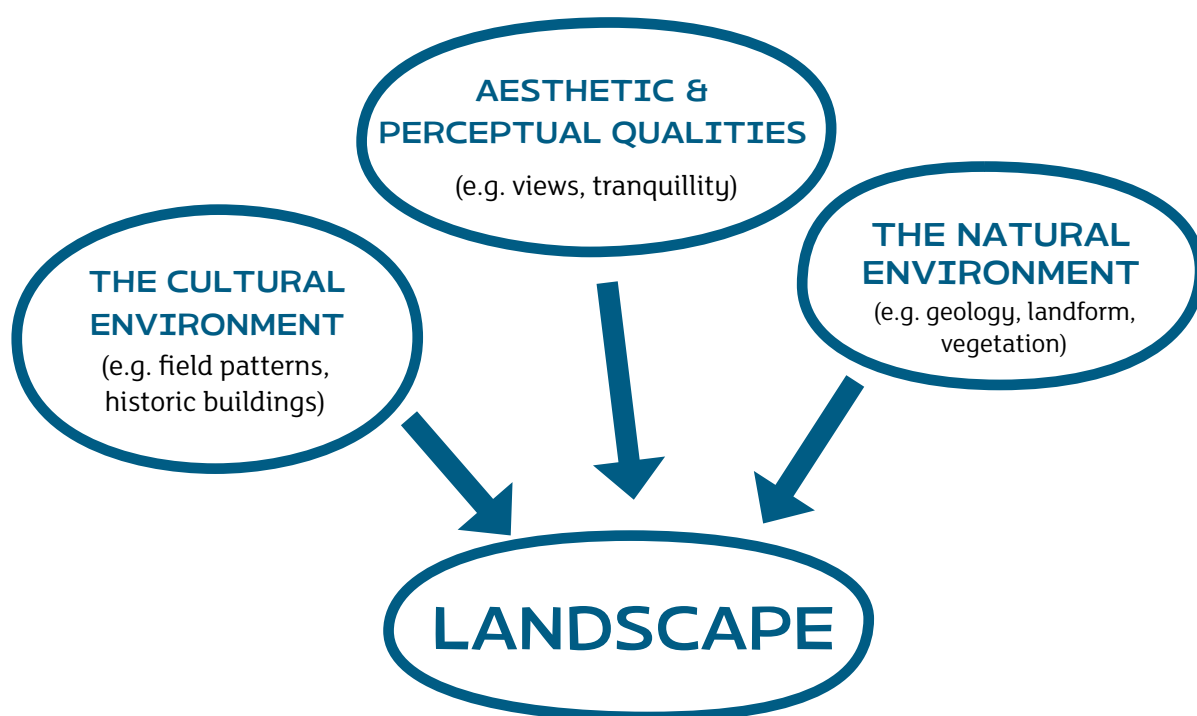 AESTHETIC &
PERCEPTUAL QUALITIES
(e.g. views, tranquillity)
THE CULTURAL
ENVIRONMENT
(e.g. field patterns,
historic buildings)
THE NATURAL
ENVIRONMENT
(e.g. geology, landform,
vegetation)
LANDSCAPE